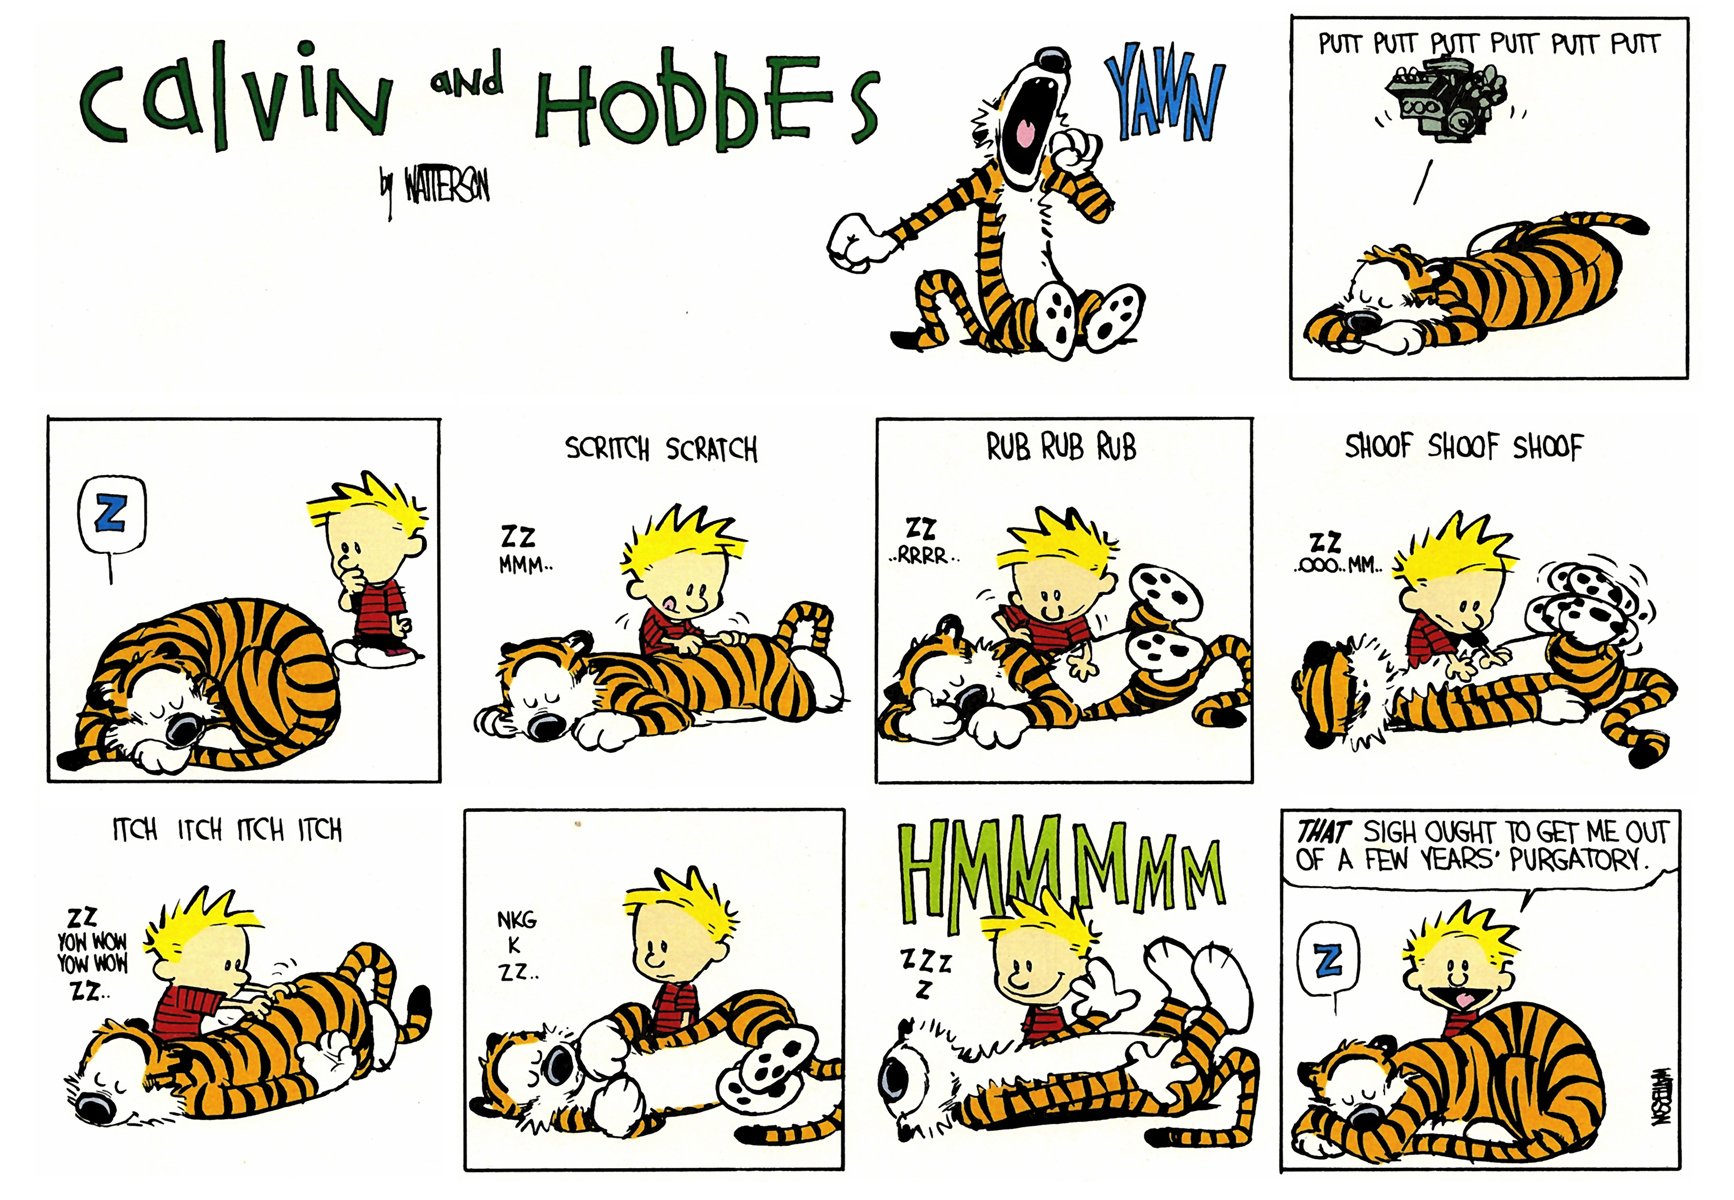 CALVIN AND HOBBES
by WATTERSON
YAWN
PUTT PUTT PUTT PUTT PUTT PUTT
Z
SCRITCH SCRATCH
ZZ
MMM..
RUB RUB RUB
ZZ
..RRRR..
SHOOF SHOOF SHOOF
ZZ
..OOO..MM..
ITCH ITCH ITCH ITCH
ZZ
YOW WOW
YOW WOW
ZZ..
NKG
K
ZZ..
HMMMMM
ZZZ
Z
THAT SIGH OUGHT TO GET ME OUT
OF A FEW YEARS' PURGATORY.
Z
WATTERSON